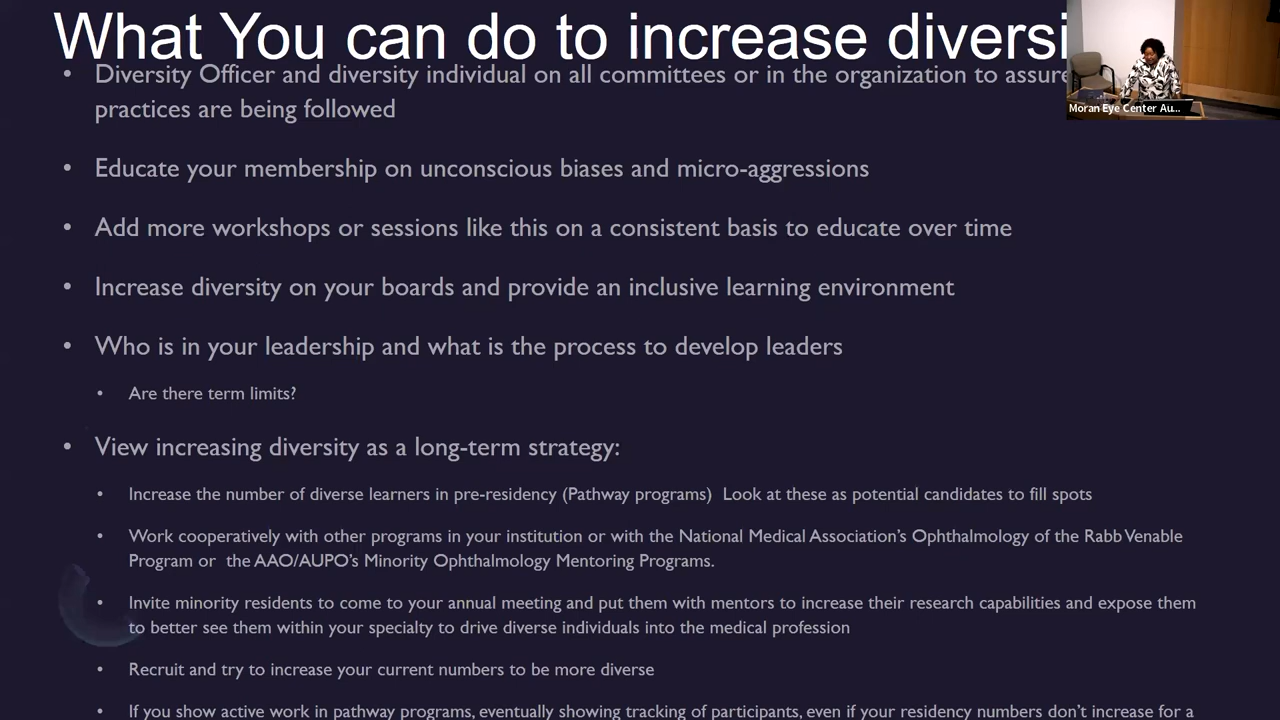 What You can do to increase diversi
• Diversity Officer and diversity individual on all committees or in the organization to assure
practices are being followed
• Educate your membership on unconscious biases and micro-aggressions
• Add more workshops or sessions like this on a consistent basis to educate over time
• Increase diversity on your boards and provide an inclusive learning environment
• Who is in your leadership and what is the process to develop leaders
• Are there term limits?
• View increasing diversity as a long-term strategy:
• Increase the number of diverse learners in pre-residency (Pathway programs) Look at these as potential candidates to fill spots
• Work cooperatively with other programs in your institution or with the National Medical Association's Ophthalmology of the Rabb Venable
Program or the AAO/AUPO's Minority Ophthalmology Mentoring Programs.
• Invite minority residents to come to your annual meeting and put them with mentors to increase their research capabilities and expose them
to better see them within your specialty to drive diverse individuals into the medical profession
• Recruit and try to increase your current numbers to be more diverse
• If you show active work in pathway programs, eventually showing tracking of participants, even if your residency numbers don't increase for a
Moran Eye Center Au...